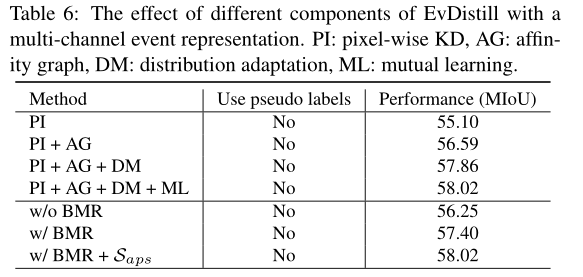 Table 6: The effect of different components of EvDistill with a
multi-channel event representation. PI: pixel-wise KD, AG: affin-
ity graph, DM: distribution adaptation, ML: mutual learning.
Method Use pseudo labels Performance (MIoU)
PI No 55.10
PI + AG No 56.59
PI + AG + DM No 57.86
PI + AG + DM + ML No 58.02
w/o BMR No 56.25
w/ BMR No 57.40
w/ BMR + S_aps No 58.02